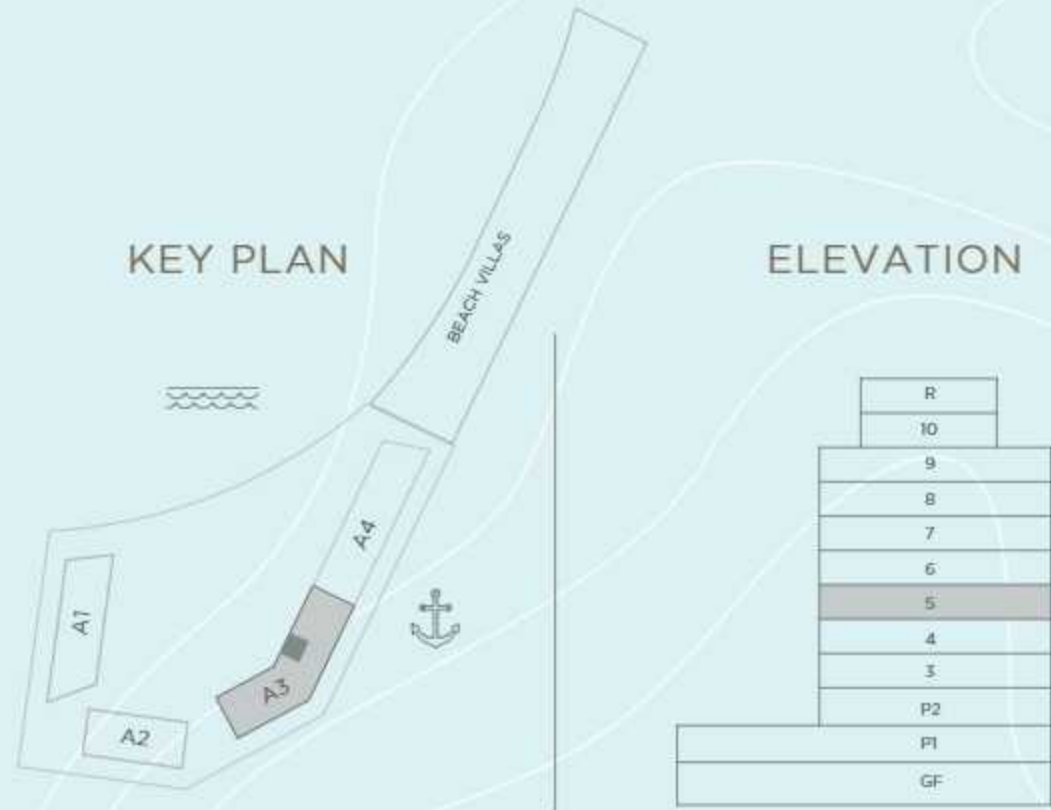 KEY PLAN
BEACH VILLAS
A4
A1
A3
A2
ELEVATION
R
10
9
8
7
6
5
4
3
P2
P1
GF